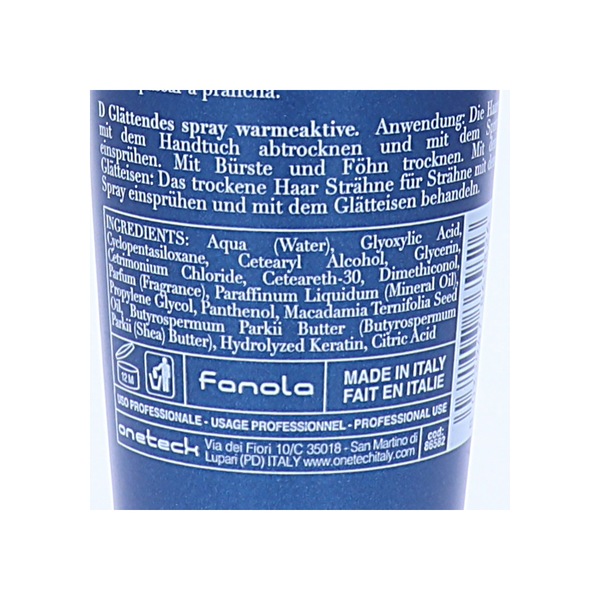 a prancha.
D Glättendes spray warmeaktive. Anwendung: Die
mit dem Handtuch abtrocknen und mit dem
einsprühen. Mit Bürste und Föhn trocknen. Mit
Glätteisen: Das trockene Haar Strähne für Strähne mit
Spray einsprühen und mit dem Glätteisen behandeln.
INGREDIENTS: Aqua (Water), Glyoxylic Acid,
Cyclopentasiloxane, Cetearyl Alcohol, Glycerin,
Cetrimonium Chloride, Ceteareth-30, Dimethiconol,
Parfum (Fragrance), Paraffinum Liquidum (Mineral Oil),
Propylene Glycol, Panthenol, Macadamia Ternifolia Seed
Oil, Butyrospermum Parkii Butter (Butyrospermum
Parkii (Shea) Butter), Hydrolyzed Keratin, Citric Acid
12 M
Fanola
MADE IN ITALY
FAIT EN ITALIE
USO PROFESSIONALE - USAGE PROFESSIONNEL - PROFESSIONAL USE
oneteck
Via dei Fiori 10/C 35018 - San Martino di
Lupari (PD) ITALY www.onetechitaly.com
cod:
86582